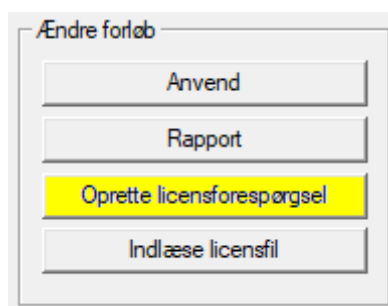 Ændre forløb
Anvend
Rapport
Oprette licensforespørgsel
Indlæse licensfil